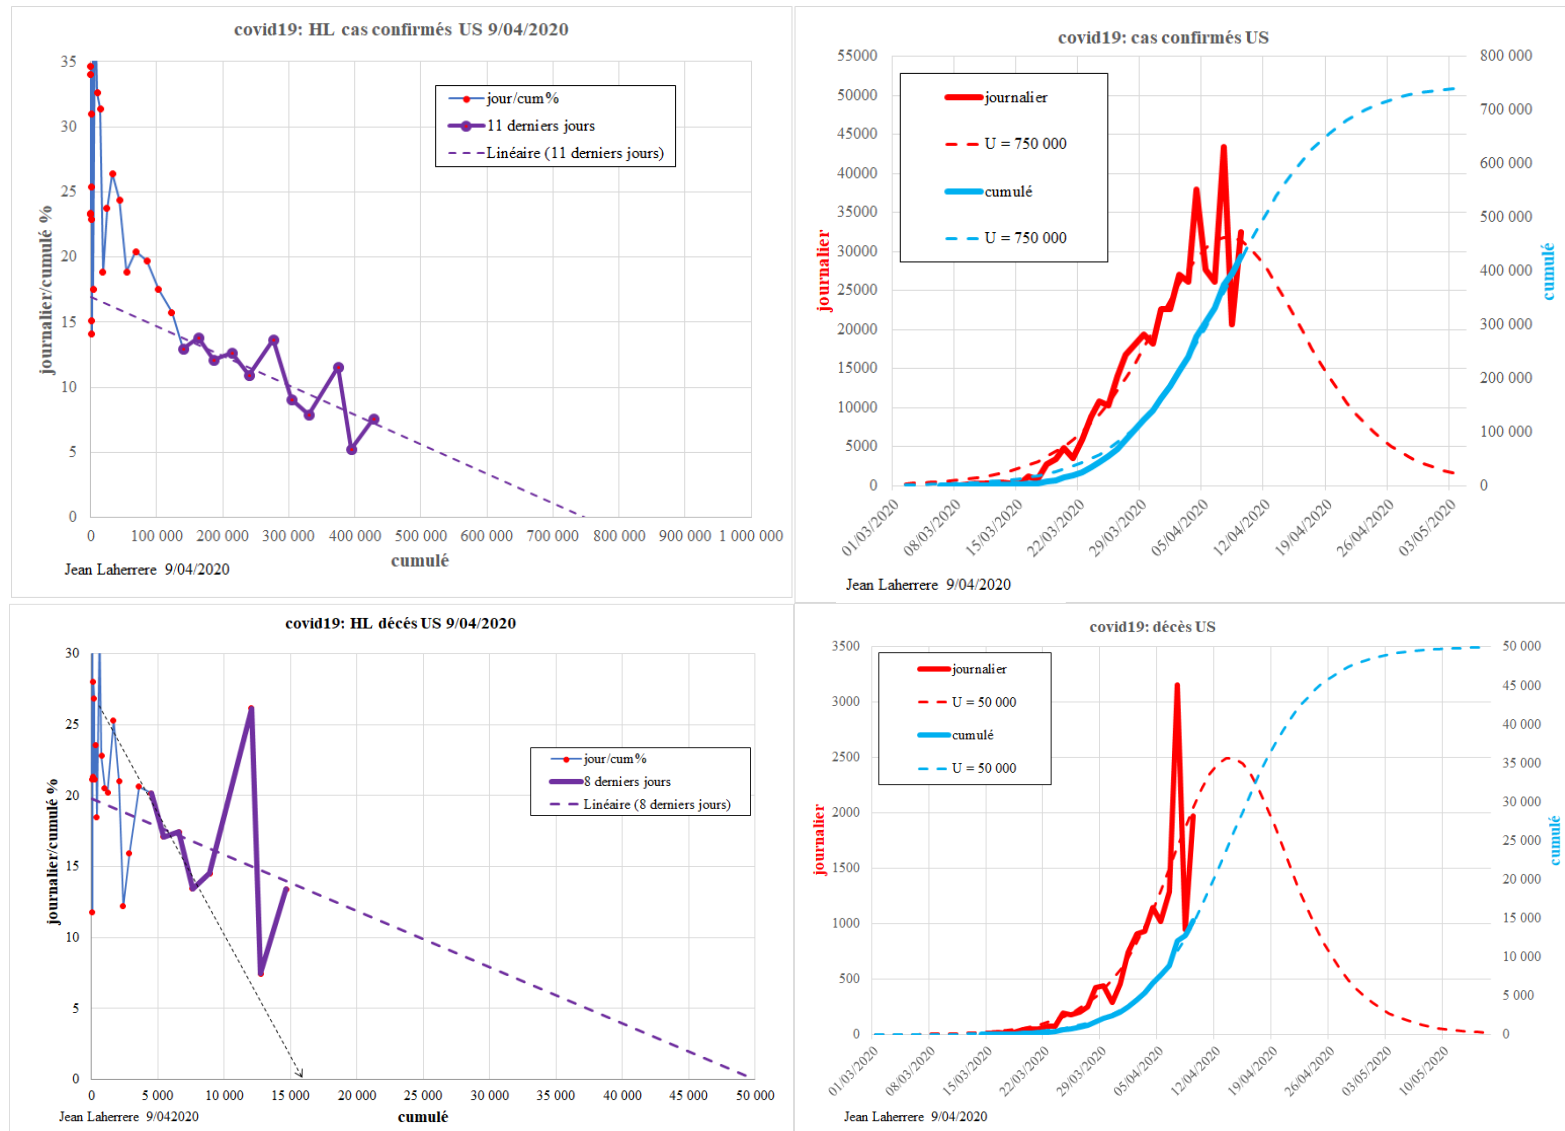 covid19: HL cas confirmés US 9/04/2020
35
30
25
20
15
10
5
0
journalier/cumulé %
jour/cum%
11 derniers jours
Linéaire (11 derniers jours)
0 100 000 200 000 300 000 400 000 500 000 600 000 700 000 800 000 900 000 1 000 000
cumulé
Jean Laherrere 9/04/2020
covid19: cas confirmés US
55000
50000
45000
40000
35000
30000
25000
20000
15000
10000
5000
0
journalier
journalier
U = 750 000
cumulé
U = 750 000
800 000
700 000
600 000
500 000
400 000
300 000
200 000
100 000
0
cumulé
01/03/2020 08/03/2020 15/03/2020 22/03/2020 29/03/2020 05/04/2020 12/04/2020 19/04/2020 26/04/2020 03/05/2020
Jean Laherrere 9/04/2020
covid19: HL décés US 9/04/2020
30
25
20
15
10
5
0
journalier/cumulé %
jour/cum%
8 derniers jours
Linéaire (8 derniers jours)
0 5 000 10 000 15 000 20 000 25 000 30 000 35 000 40 000 45 000 50 000
cumulé
Jean Laherrere 9/042020
covid19: décès US
3500
3000
2500
2000
1500
1000
500
0
journalier
journalier
U = 50 000
cumulé
U = 50 000
50 000
45 000
40 000
35 000
30 000
25 000
20 000
15 000
10 000
5 000
0
cumulé
01/03/2020 08/03/2020 15/03/2020 22/03/2020 29/03/2020 05/04/2020 12/04/2020 19/04/2020 26/04/2020 03/05/2020 10/05/2020
Jean Laherrere 9/04/2020